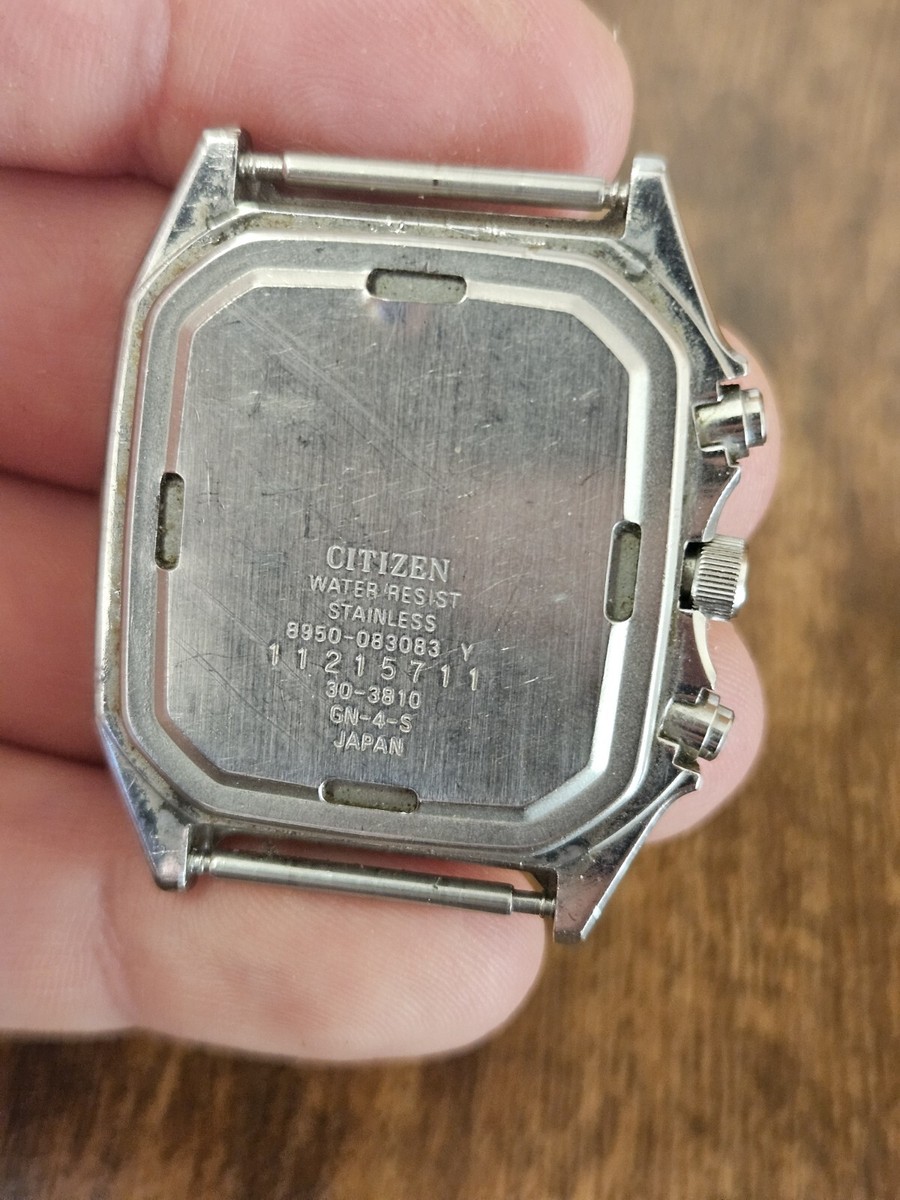 CITIZEN
WATER RESIST
STAINLESS
8950-083083 Y
11215711
30-3810
GN-4-S
JAPAN